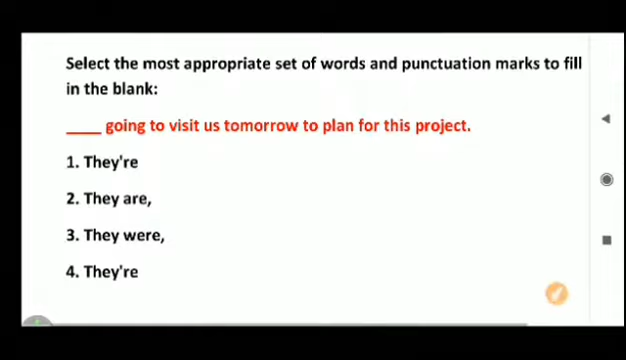 Select the most appropriate set of words and punctuation marks to fill
in the blank:
____ going to visit us tomorrow to plan for this project.
1. They're
2. They are,
3. They were,
4. They're